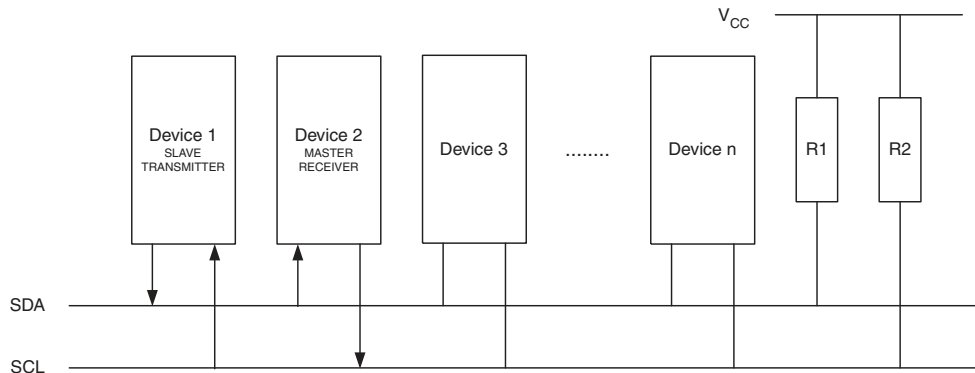 VCC
Device 1
SLAVE
TRANSMITTER
Device 2
MASTER
RECEIVER
Device 3
........
Device n
R1
R2
SDA
SCL